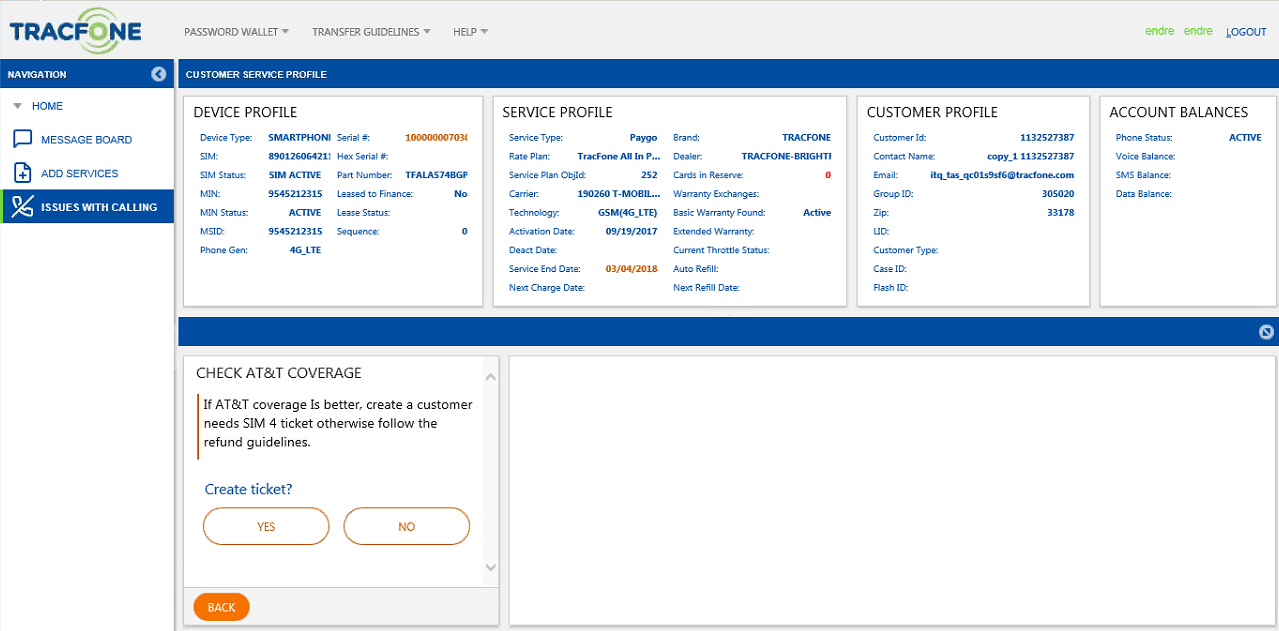 TRACFONE
PASSWORD WALLET
TRANSFER GUIDELINES
HELP
endre endre LOGOUT
NAVIGATION
HOME
MESSAGE BOARD
ADD SERVICES
ISSUES WITH CALLING
CUSTOMER SERVICE PROFILE
DEVICE PROFILE
Device Type: SMARTPHON Serial #: 10000000703
SIM: 89012606421 Hex Serial #:
SIM Status: SIM ACTIVE Part Number: TFALA574BGP
MIN: 9545212315 Leased to Finance: No
MIN Status: ACTIVE Lease Status:
MSID: 9545212315 Sequence: 0
Phone Gen: 4G_LTE
SERVICE PROFILE
Service Type: Paygo Brand: TRACFONE
Rate Plan: TracFone All In P... Dealer: TRACFONE-BRIGHTP
Service Plan ObjId: 252 Cards in Reserve: 0
Carrier: 190260 T-MOBIL... Warranty Exchanges:
Technology: GSM(4G_LTE) Basic Warranty Found: Active
Activation Date: 09/19/2017 Extended Warranty:
Deact Date: Current Throttle Status:
Service End Date: 03/04/2018 Auto Refill:
Next Charge Date: Next Refill Date:
CUSTOMER PROFILE
Customer Id: 1132527387
Contact Name: copy_1 1132527387
Email: itq_tas_qc01s9sf6@tracfone.com
Group ID: 305020
Zip: 33178
LID:
Customer Type:
Case ID:
Flash ID:
ACCOUNT BALANCES
Phone Status: ACTIVE
Voice Balance:
SMS Balance:
Data Balance:
CHECK AT&T COVERAGE
If AT&T coverage Is better, create a customer
needs SIM 4 ticket otherwise follow the
refund guidelines.
Create ticket?
YES NO
BACK